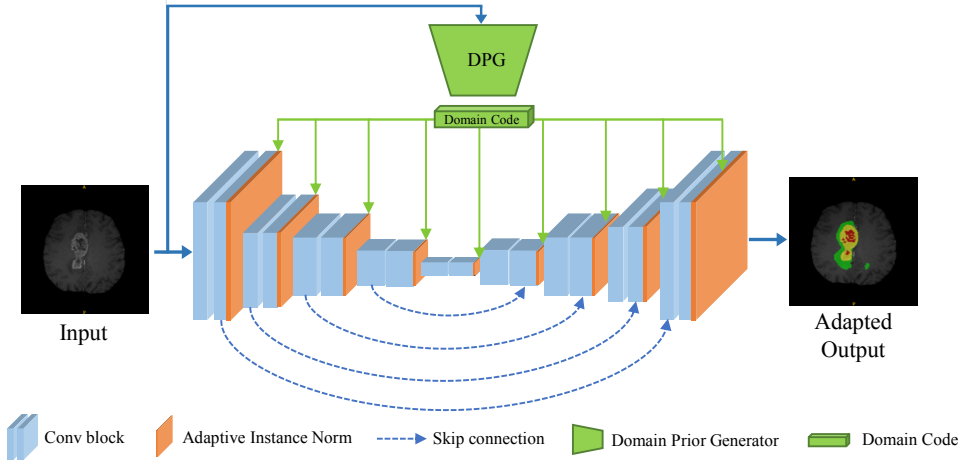 DPG
Domain Code
Input
Adapted
Output
Conv block
Adaptive Instance Norm
Skip connection
Domain Prior Generator
Domain Code